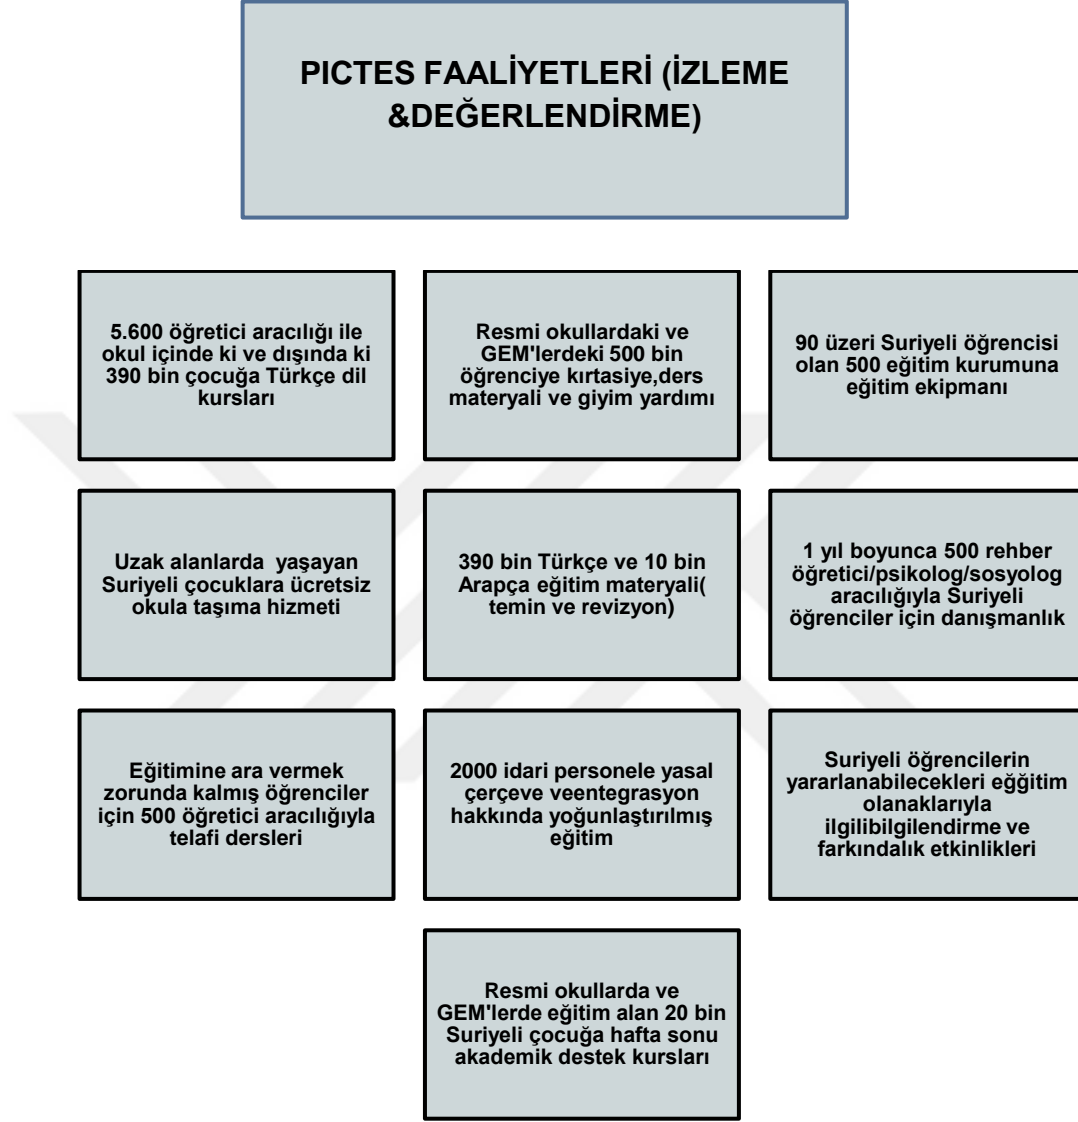 PICTES FAALİYETLERİ (İZLEME
&DEĞERLENDİRME)
5.600 öğretici aracılığı ile
okul içinde ki ve dışında ki
390 bin çocuğa Türkçe dil
kursları
Resmi okullardaki ve
GEM'lerdeki 500 bin
öğrenciye kırtasiye,ders
materyali ve giyim yardımı
90 üzeri Suriyeli öğrencisi
olan 500 eğitim kurumuna
eğitim ekipmanı
Uzak alanlarda yaşayan
Suriyeli çocuklara ücretsiz
okula taşıma hizmeti
390 bin Türkçe ve 10 bin
Arapça eğitim materyali(
temin ve revizyon)
1 yıl boyunca 500 rehber
öğretici/psikolog/sosyolog
aracılığıyla Suriyeli
öğrenciler için danışmanlık
Eğitimine ara vermek
zorunda kalmış öğrenciler
için 500 öğretici aracılığıyla
telafi dersleri
2000 idari personele yasal
çerçeve veentegrasyon
hakkında yoğunlaştırılmış
eğitim
Suriyeli öğrencilerin
yararlanabilecekleri eğğitim
olanaklarıyla
ilgilibilgilendirme ve
farkındalık etkinlikleri
Resmi okullarda ve
GEM'lerde eğitim alan 20 bin
Suriyeli çocuğa hafta sonu
akademik destek kursları